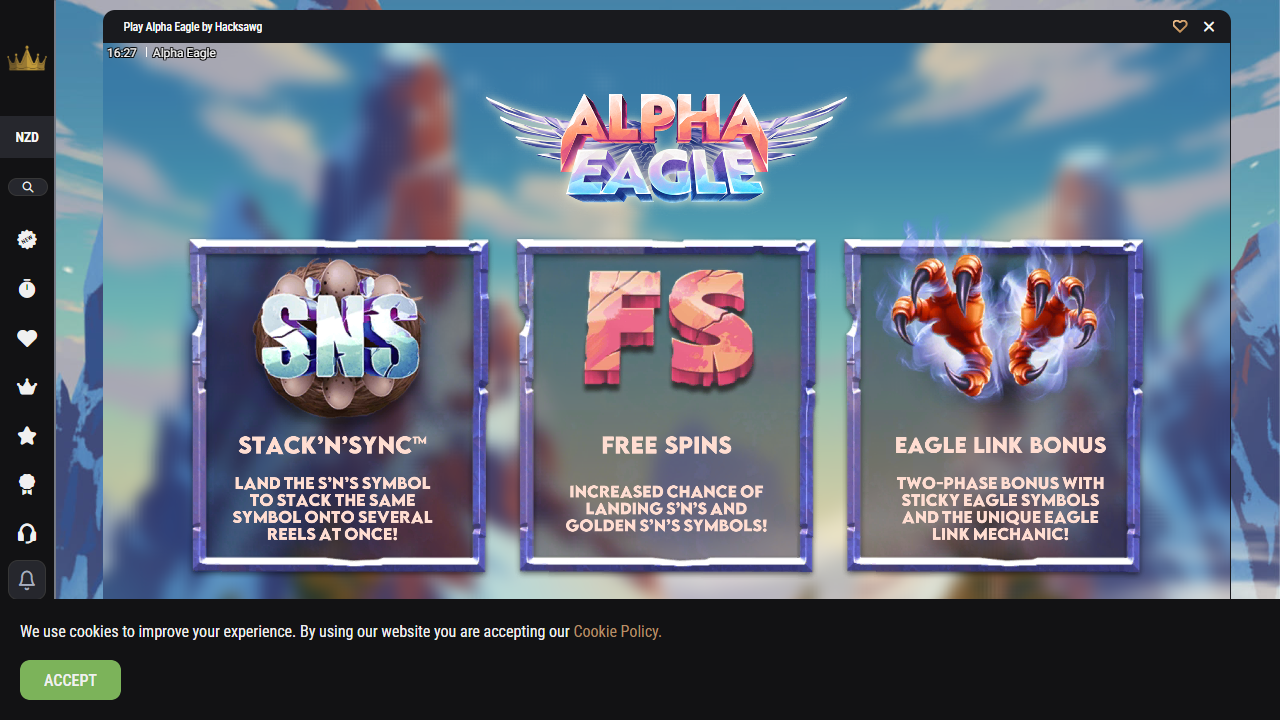 Play Alpha Eagle by Hacksawg
16:27 | Alpha Eagle
NZD
NEW
ALPHA
EAGLE
SNS
STACK'N'SYNC™
LAND THE S'N'S SYMBOL
TO STACK THE SAME
SYMBOL ONTO SEVERAL
REELS AT ONCE!
FS
FREE SPINS
INCREASED CHANCE OF
LANDING S'N'S AND
GOLDEN S'N'S SYMBOLS!
EAGLE LINK BONUS
TWO-PHASE BONUS WITH
STICKY EAGLE SYMBOLS
AND THE UNIQUE EAGLE
LINK MECHANIC!
We use cookies to improve your experience. By using our website you are accepting our Cookie Policy.
ACCEPT